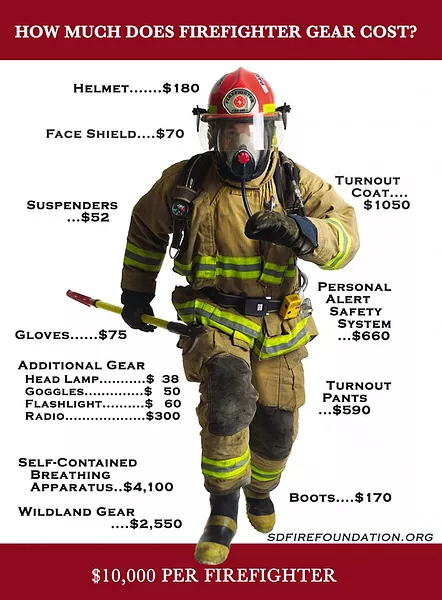 HOW MUCH DOES FIREFIGHTER GEAR COST?
HELMET.......$180
FACE SHIELD....$70
SUSPENDERS
...$52
TURNOUT
COAT....
$1050
PERSONAL
ALERT
SAFETY
SYSTEM
...$660
GLOVES......$75
ADDITIONAL GEAR
HEAD LAMP...........$ 38
GOGGLES...............$ 50
FLASHLIGHT..........$ 60
RADIO...................$300
TURNOUT
PANTS
...$590
SELF-CONTAINED
BREATHING
APPARATUS..$4,100
WILDLAND GEAR
....$2,550
BOOTS....$170
SDFIREFOUNDATION.ORG
$10,000 PER FIREFIGHTER